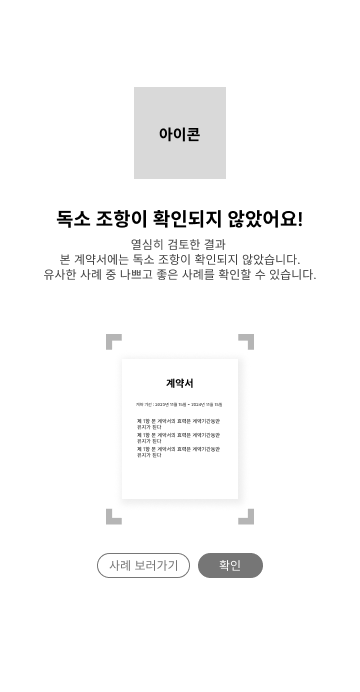 아이콘
독소 조항이 확인되지 않았어요!
열심히 검토한 결과
본 계약서에는 독소 조항이 확인되지 않았습니다.
유사한 사례 중 나쁘고 좋은 사례를 확인할 수 있습니다.
계약서
제 1항 본 계약서의 효력은 계약기간동안
유지가 된다
제 1항 본 계약서의 효력은 계약기간동안
유지가 된다
제 1항 본 계약서의 효력은 계약기간동안
유지가 된다
사례 보러가기
확인